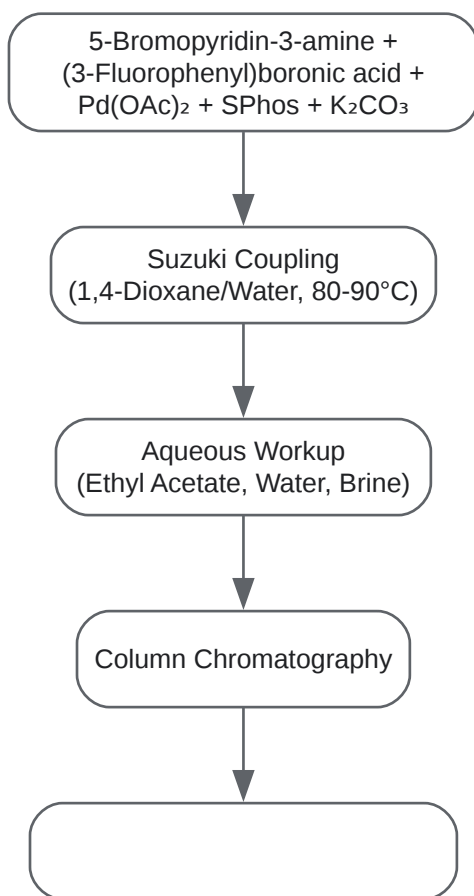 5-Bromopyridin-3-amine +
(3-Fluorophenyl)boronic acid +
Pd(OAc)₂ + SPhos + K₂CO₃
Suzuki Coupling
(1,4-Dioxane/Water, 80-90°C)
Aqueous Workup
(Ethyl Acetate, Water, Brine)
Column Chromatography